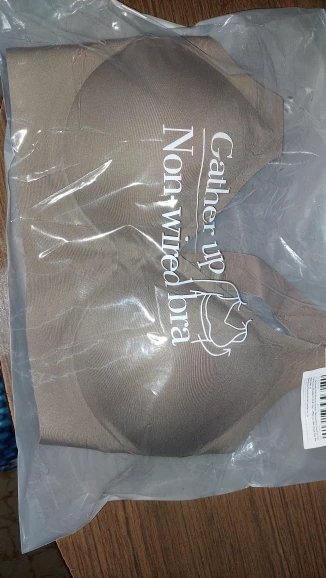 Gather up
Non-wired bra